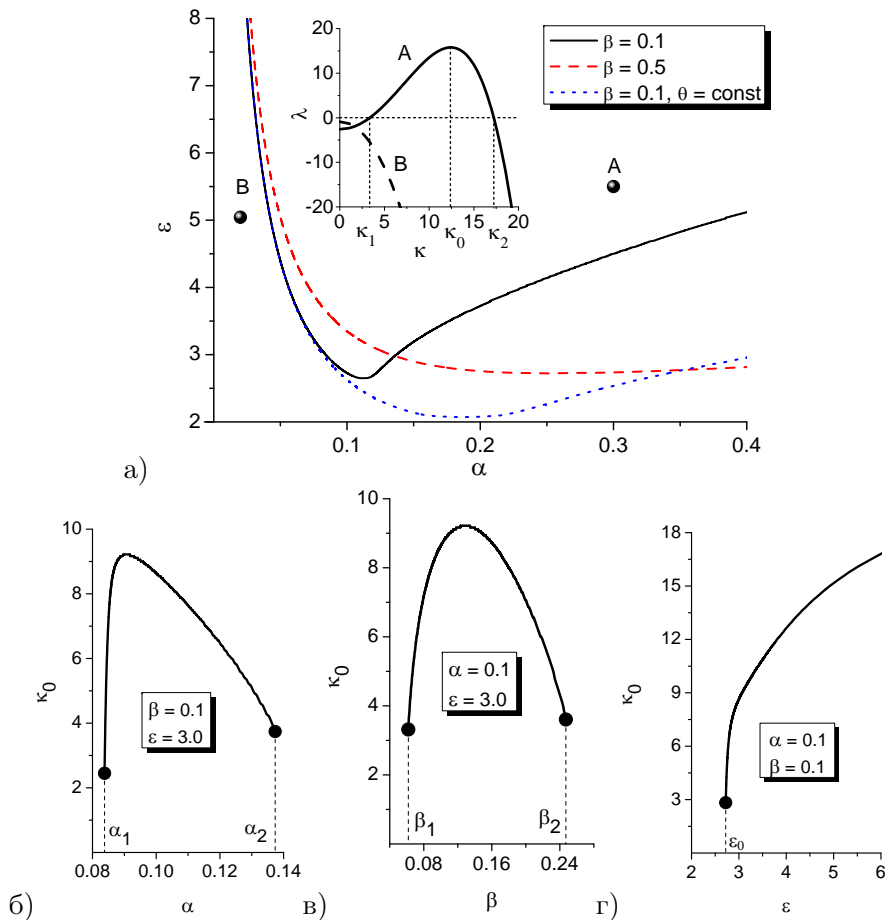 8
7
6
5
4
3
2
ε
0.1
0.2
0.3
0.4
α
а)
B
A
20
10
0
-10
-20
λ
A
B
0
5
10
15
20
κ₁
κ
κ₀
κ₂
β = 0.1
β = 0.5
β = 0.1, θ = const
10
8
6
4
2
κ₀
β = 0.1
ε = 3.0
α₁
α₂
0.08
0.10
0.12
0.14
α
б)
10
8
6
4
2
κ₀
α = 0.1
ε = 3.0
β₁
β₂
0.08
0.16
0.24
β
в)
18
15
12
9
6
3
κ₀
α = 0.1
β = 0.1
ε₀
2
3
4
5
6
ε
г)